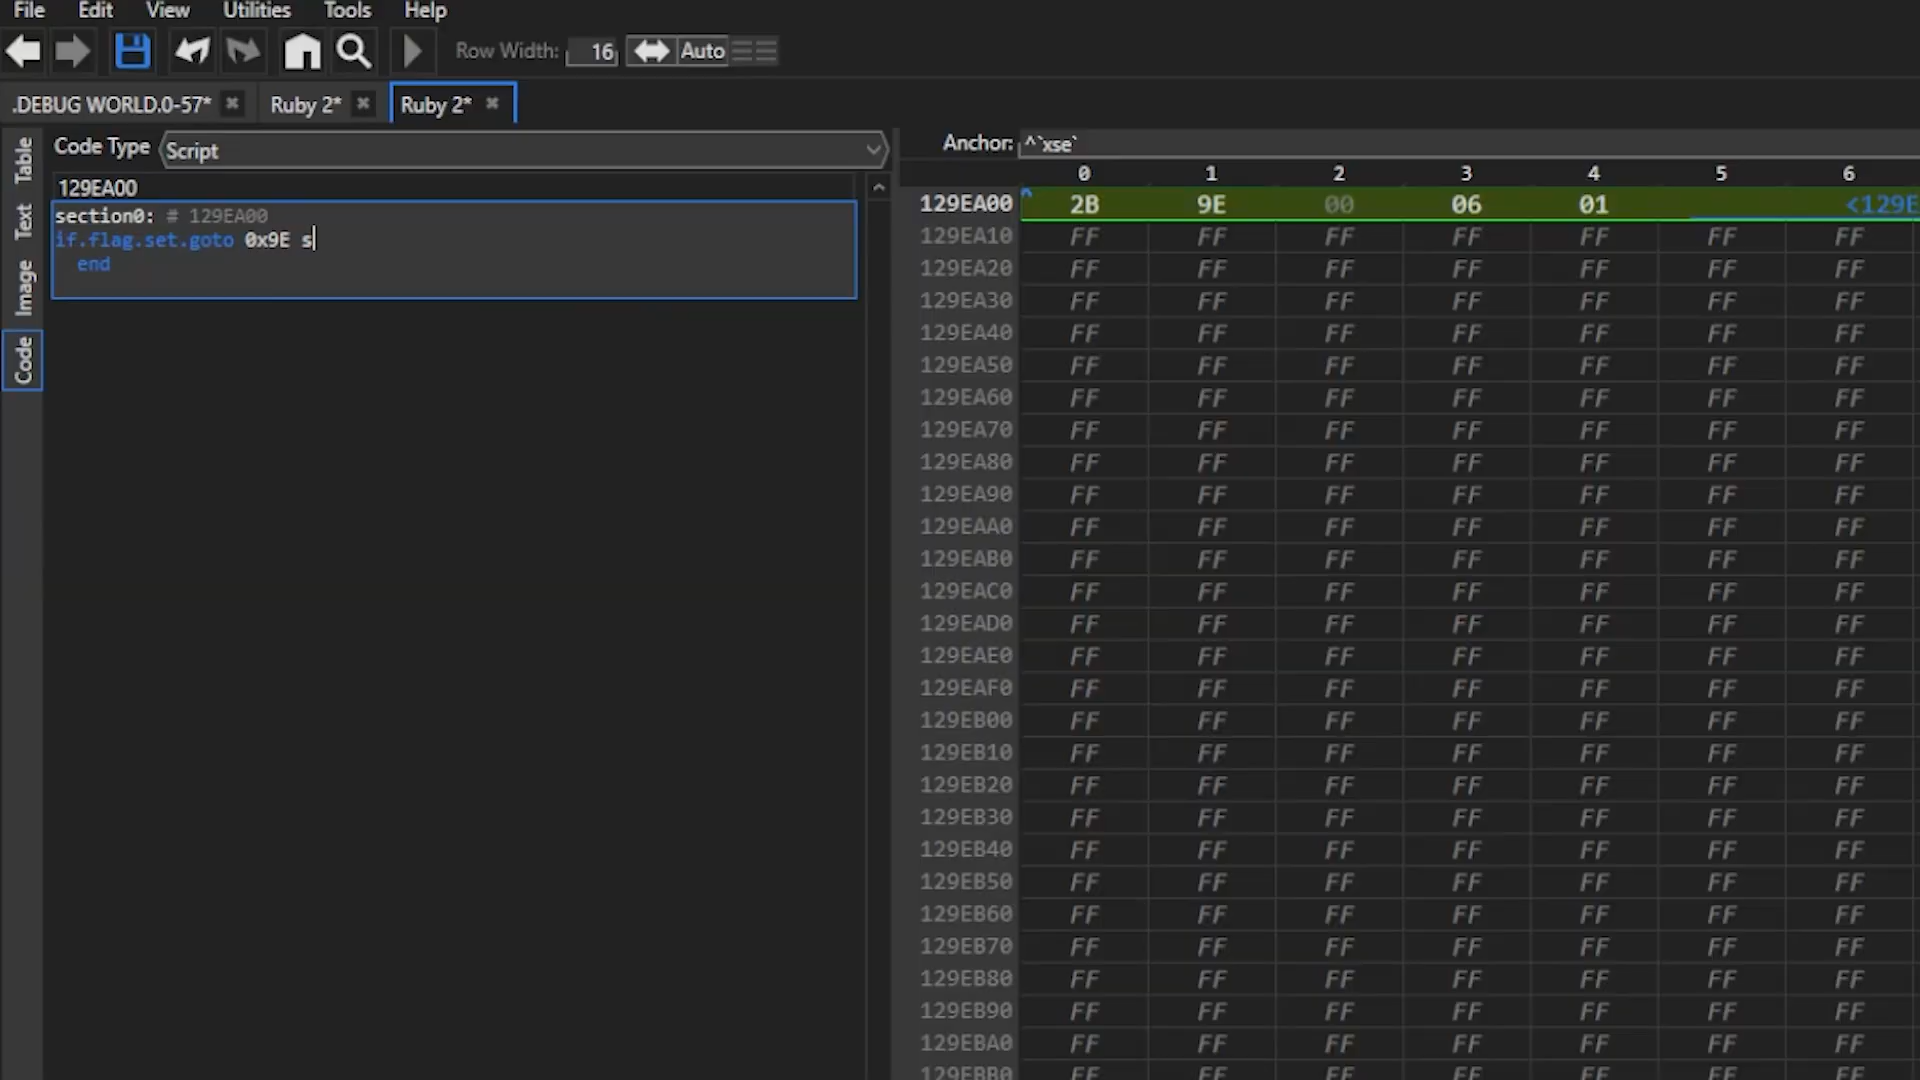 File Edit View Utilities Tools Help
Row Width: 16 Auto
.DEBUG WORLD.0-57* Ruby 2* Ruby 2*
Table
Text
Image
Code
Code Type Script
129EA00
section0: # 129EA00
if.flag.set.goto 0x9E s
end
Anchor: ^`xse`
0 1 2 3 4 5 6
129EA00 2B 9E 00 06 01 <129E
129EA10 FF FF FF FF FF FF FF
129EA20 FF FF FF FF FF FF FF
129EA30 FF FF FF FF FF FF FF
129EA40 FF FF FF FF FF FF FF
129EA50 FF FF FF FF FF FF FF
129EA60 FF FF FF FF FF FF FF
129EA70 FF FF FF FF FF FF FF
129EA80 FF FF FF FF FF FF FF
129EA90 FF FF FF FF FF FF FF
129EAA0 FF FF FF FF FF FF FF
129EAB0 FF FF FF FF FF FF FF
129EAC0 FF FF FF FF FF FF FF
129EAD0 FF FF FF FF FF FF FF
129EAE0 FF FF FF FF FF FF FF
129EAF0 FF FF FF FF FF FF FF
129EB00 FF FF FF FF FF FF FF
129EB10 FF FF FF FF FF FF FF
129EB20 FF FF FF FF FF FF FF
129EB30 FF FF FF FF FF FF FF
129EB40 FF FF FF FF FF FF FF
129EB50 FF FF FF FF FF FF FF
129EB60 FF FF FF FF FF FF FF
129EB70 FF FF FF FF FF FF FF
129EB80 FF FF FF FF FF FF FF
129EB90 FF FF FF FF FF FF FF
129EBA0 FF FF FF FF FF FF FF
129EBB0 FF FF FF FF FF FF FF